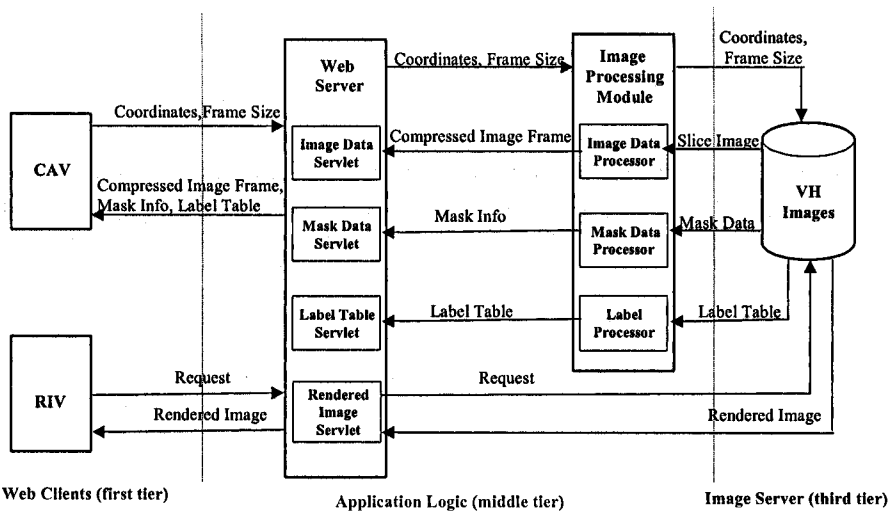 Coordinates,
Frame Size
Web
Server
Coordinates, Frame Size
Image
Processing
Module
Coordinates,Frame Size
CAV
Image Data
Servlet
Compressed Image Frame
Image Data
Processor
Slice Image
VH
Images
Compressed Image Frame,
Mask Info, Label Table
Mask Data
Servlet
Mask Info
Mask Data
Processor
Mask Data
Label Table
Servlet
Label Table
Label
Processor
Label Table
RIV
Request
Rendered Image
Rendered
Image
Servlet
Request
Rendered Image
Web Clients (first tier)
Application Logic (middle tier)
Image Server (third tier)